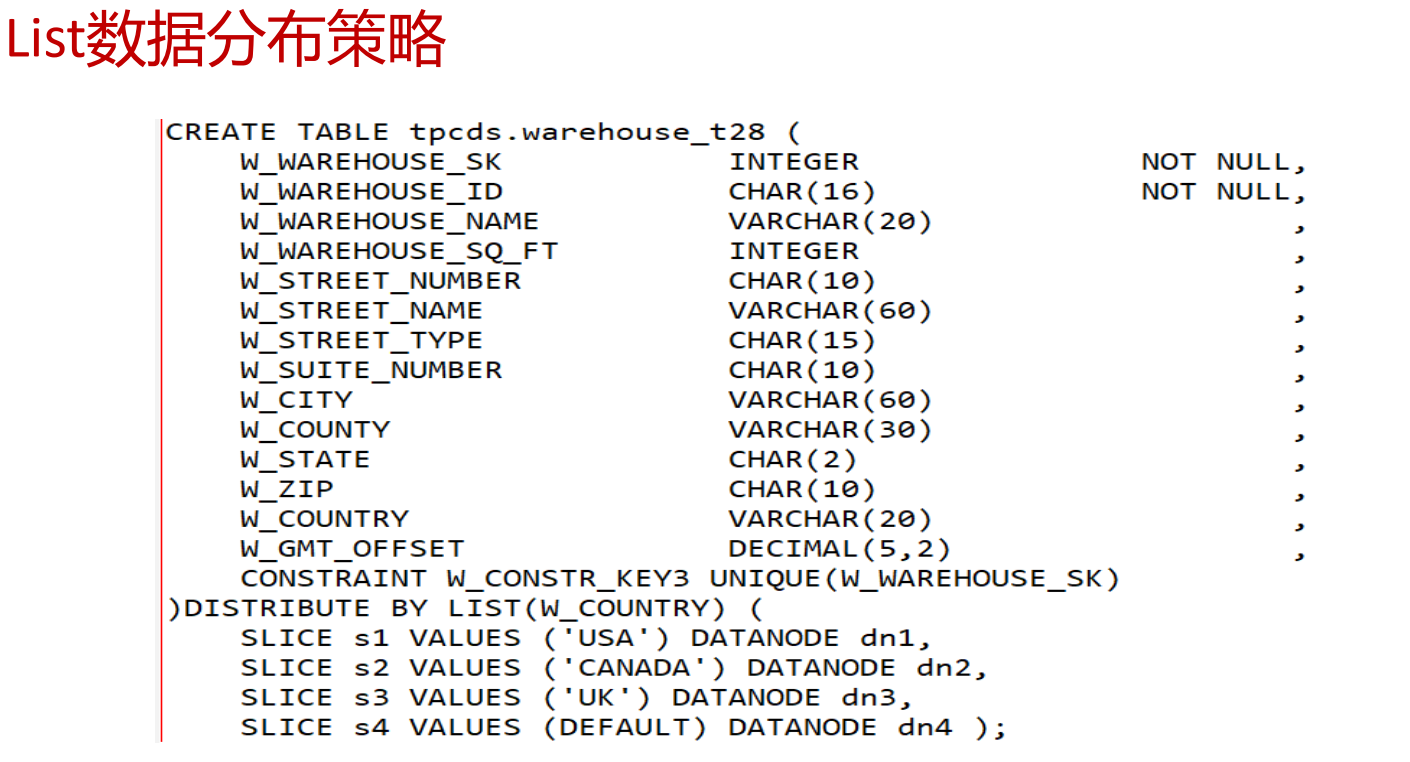 List数据分布策略
CREATE TABLE tpcds.warehouse_t28 (
    W_WAREHOUSE_SK            INTEGER               NOT NULL,
    W_WAREHOUSE_ID            CHAR(16)              NOT NULL,
    W_WAREHOUSE_NAME          VARCHAR(20)                   ,
    W_WAREHOUSE_SQ_FT         INTEGER                       ,
    W_STREET_NUMBER           CHAR(10)                      ,
    W_STREET_NAME             VARCHAR(60)                   ,
    W_STREET_TYPE             CHAR(15)                      ,
    W_SUITE_NUMBER            CHAR(10)                      ,
    W_CITY                    VARCHAR(60)                   ,
    W_COUNTY                  VARCHAR(30)                   ,
    W_STATE                   CHAR(2)                       ,
    W_ZIP                     CHAR(10)                      ,
    W_COUNTRY                 VARCHAR(20)                   ,
    W_GMT_OFFSET              DECIMAL(5,2)                  ,
    CONSTRAINT W_CONSTR_KEY3 UNIQUE(W_WAREHOUSE_SK)
)DISTRIBUTE BY LIST(W_COUNTRY) (
    SLICE s1 VALUES ('USA') DATANODE dn1,
    SLICE s2 VALUES ('CANADA') DATANODE dn2,
    SLICE s3 VALUES ('UK') DATANODE dn3,
    SLICE s4 VALUES (DEFAULT) DATANODE dn4 );